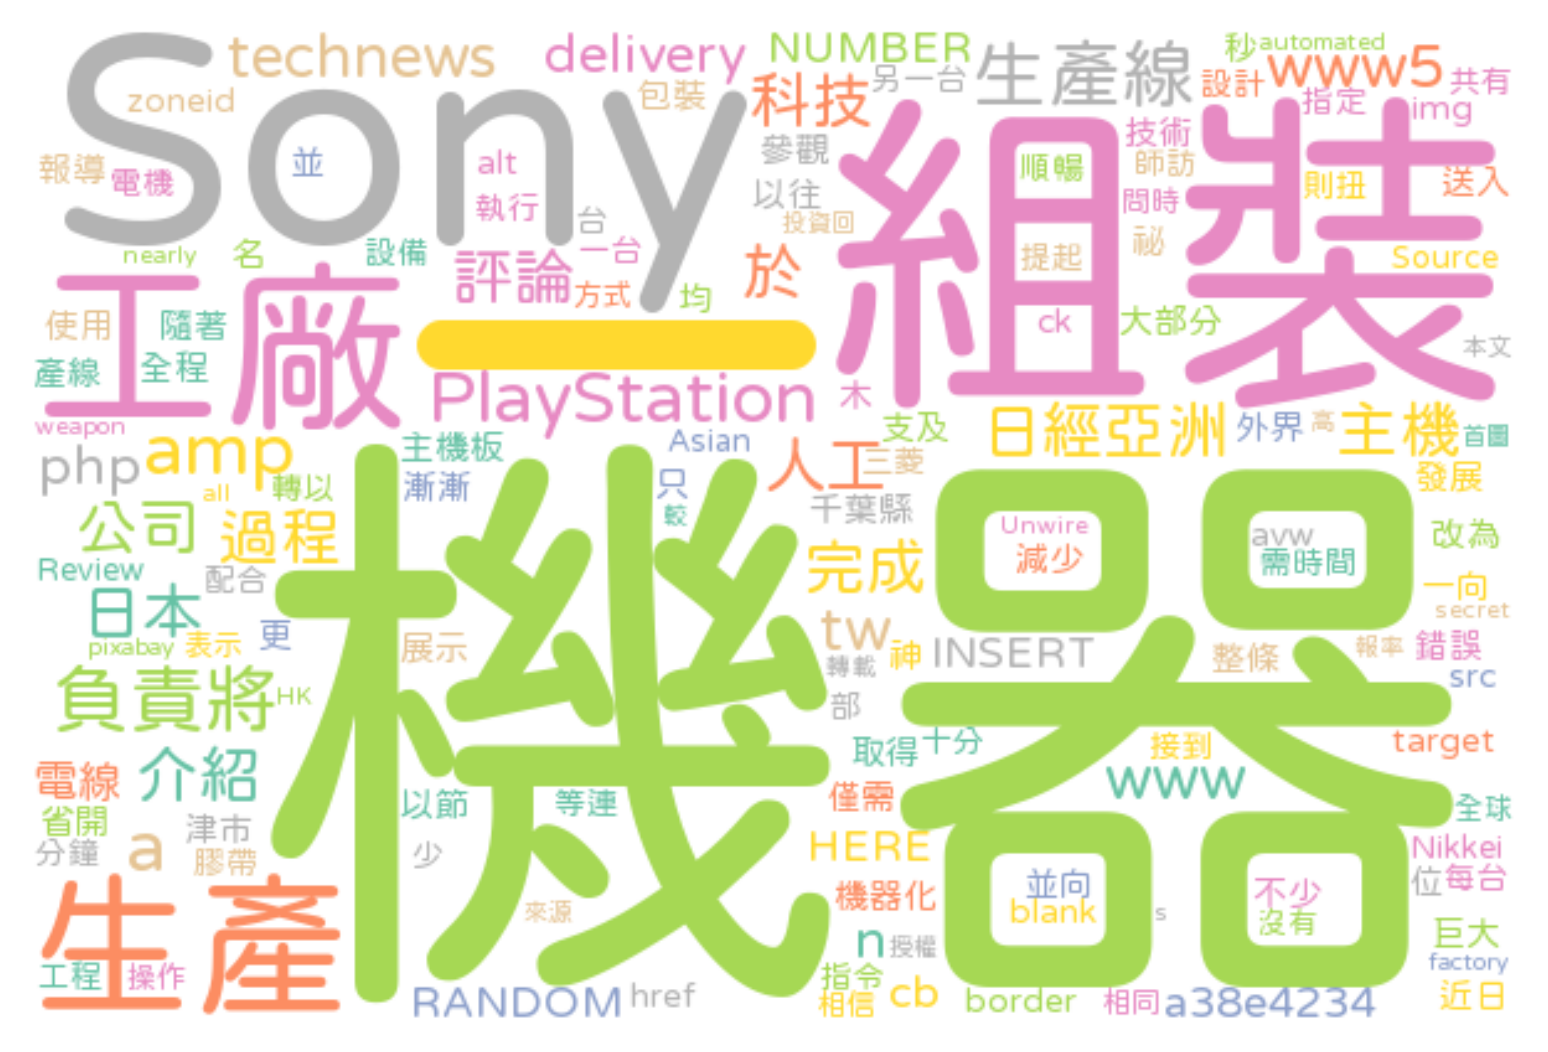 Sony
technews
delivery
NUMBER
生產線
秒
automated
zoneid
包裝
科技
另一台
設計
www5
共有
指定
img
報導
電機
並
alt
執行
台
參觀
以往
投資回
組裝
順暢
提起
ck
技術
師訪
間時
祕
則扭
送入
Source
nearly
名
設備
評論
一台
方式
均
於
大部分
本文
工廠
使用
隨著
產線
全程
一
PlayStation
木
weapon
php
amp
主機板
Asian
人工
三菱
支及
日經亞洲
外界
高
主機
首圖
all
轉以
漸漸
只
較
千葉縣
發展
公司
過程
機器
Unwire
減少
avw
需時間
改為
Review
配合
完成
一向
secret
日本
pixabay
表示
更
展示
tw
神
轉載
INSERT
整條
報率
錯誤
src
負責將
HK
部
取得
十分
接到
target
www
電線
介紹
以節
等連
僅需
全球
省開
津市
分鐘
a
膠帶
少
HERE
Nikkei
並向
blank
不少
沒有
s
位
每台
生產
機器化
來源
n
授權
巨大
factory
工程
操作
指令
相信
cb
RANDOM
href
border
相同
a38e4234
近日